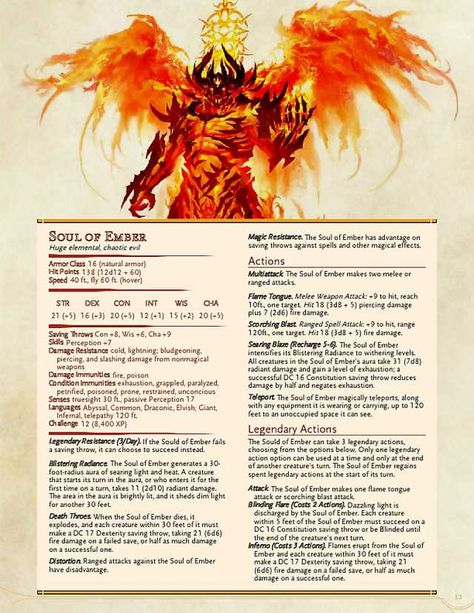 SOUL OF EMBER
Huge elemental, chaotic evil
Armor Class 16 (natural armor)
Hit Points 138 (12d12 + 60)
Speed 40 ft, fly 60 ft. (hover)
STR DEX CON INT WIS CHA
21 (+5) 16 (+3) 20 (+5) 12 (+1) 15 (+2) 20 (+5)
Saving Throws Con +8, Wis +6, Cha +9
Skills Perception +7
Damage Resistance cold, lightning; bludgeoning,
piercing, and slashing damage from nonmagical
weapons
Damage Immunities fire, poison
Condition Immunities exhaustion, grappled, paralyzed,
petrified, poisoned, prone, restrained, unconcious
Senses truesight 30 ft., passive Perception 17
Languages Abyssal, Common, Draconic, Elvish, Giant,
Infernal, telepathy 120 ft.
Challenge 12 (8,400 XP)
Legendary Resistance (3/Day). If the Sould of Ember fails
a saving throw, it can choose to succeed instead.
Blistering Radiance. The Soul of Ember generates a 30-
foot-radius aura of searing light and heat. A creature
that starts its turn in the aura, or who enters it for the
first time on a turn, takes 11 (2d10) radiant damage.
The area in the aura is brightly lit, and it sheds dim light
for another 30 feet.
Death Throes. When the Soul of Ember dies, it
explodes, and each creature within 30 feet of it must
make a DC 17 Dexterity saving throw, taking 21 (6d6)
fire damage on a failed save, or half as much damage
on a successful one.
Distortion. Ranged attacks against the Soul of Ember
have disadvantage.
Magic Resistance. The Soul of Ember has advantage on
saving throws against spells and other magical effects.
Actions
Multiattack. The Soul of Ember makes two melee or
ranged attacks.
Flame Tongue. Melee Weapon Attack: +9 to hit, reach
10ft., one target. Hit 18 (3d8 + 5) piercing damage
plus 7 (2d6) fire damage.
Scorching Blast. Ranged Spell Attack: +9 to hit, range
120ft., one target. Hit 18 (3d8 + 5) fire damage.
Searing Blaze (Recharge 5-6). The Soul of Ember
intensifies its Blistering Radiance to withering levels.
All creatures in the Soul of Ember's aura take 31 (7d8)
radiant damage and gain a level of exhaustion; a
successful DC 16 Constitution saving throw reduces
damage by half and negates exhaustion.
Teleport. The Soul of Ember magically teleports, along
with any equipment it is wearing or carrying, up to 120
feet to an unoccupied space it can see.
Legendary Actions
The Sould of Ember can take 3 legendary actions,
choosing from the options below. Only one legendary
action option can be used at a time and only at the end
of another creature's turn. The Soul of Ember regains
spent legendary actions at the start of its turn.
Attack. The Soul of Ember makes one flame tongue
attack or scorching blast attack.
Blinding Flare (Costs 2 Actions). Dazzling light is
discharged by the Soul of Ember. Each creature
within 5 feet of the Soul of Ember must succeed on a
DC 16 Constitution saving throw or be Blinded until
the end of the creature's next turn.
Inferno (Costs 3 Actions). Flames erupt from the Soul of
Ember and each creature within 30 feet of it must
make a DC 17 Dexterity saving throw, taking 21
(6d6) fire damage on a failed save, or half as much
damage on a successful one.
13